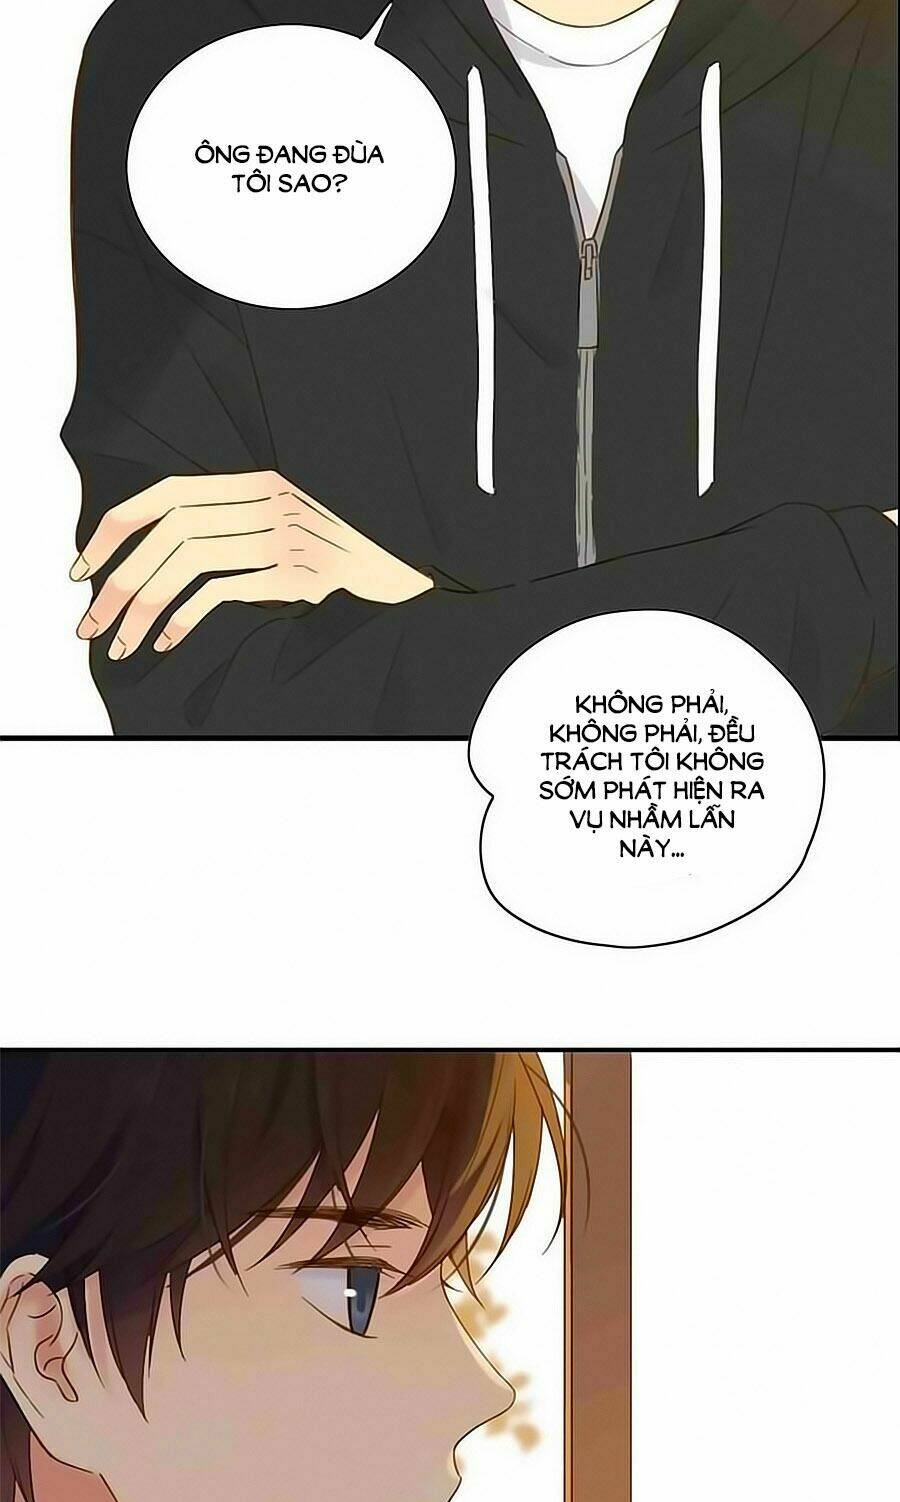 ÔNG ĐANG ĐÙA
TÔI SAO?
KHÔNG PHẢI,
KHÔNG PHẢI, ĐỀU
TRÁCH TÔI KHÔNG
SỚM PHÁT HIỆN RA
VỤ NHẦM LẪN
NÀY...